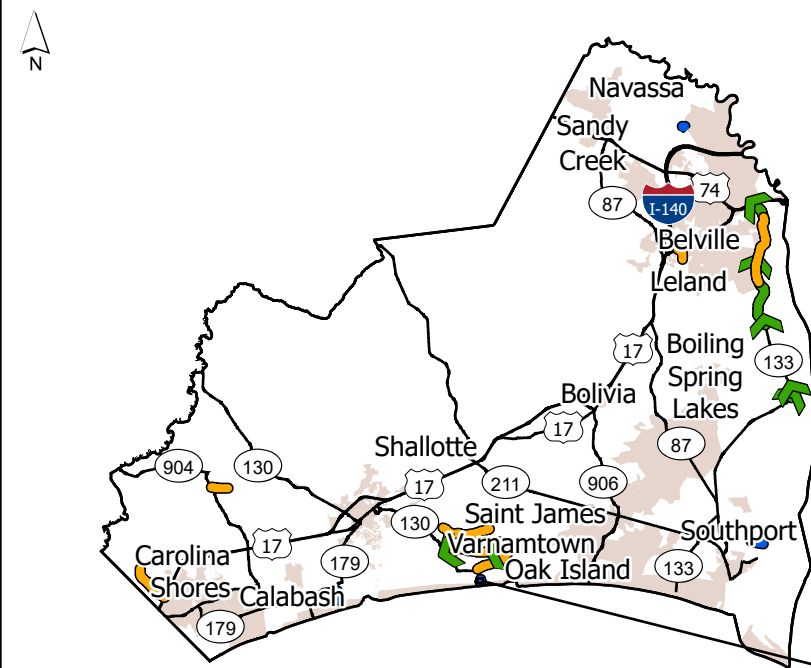 N
Navassa
Sandy
Creek
74
87
I-140
Belville
Leland
17
Boiling
Spring
Lakes
133
Bolivia
17
87
Shallotte
904
130
17
211
906
130
Saint James
Southport
17
Varnamtown
Carolina
Shores
179
Oak Island
133
Calabash
179